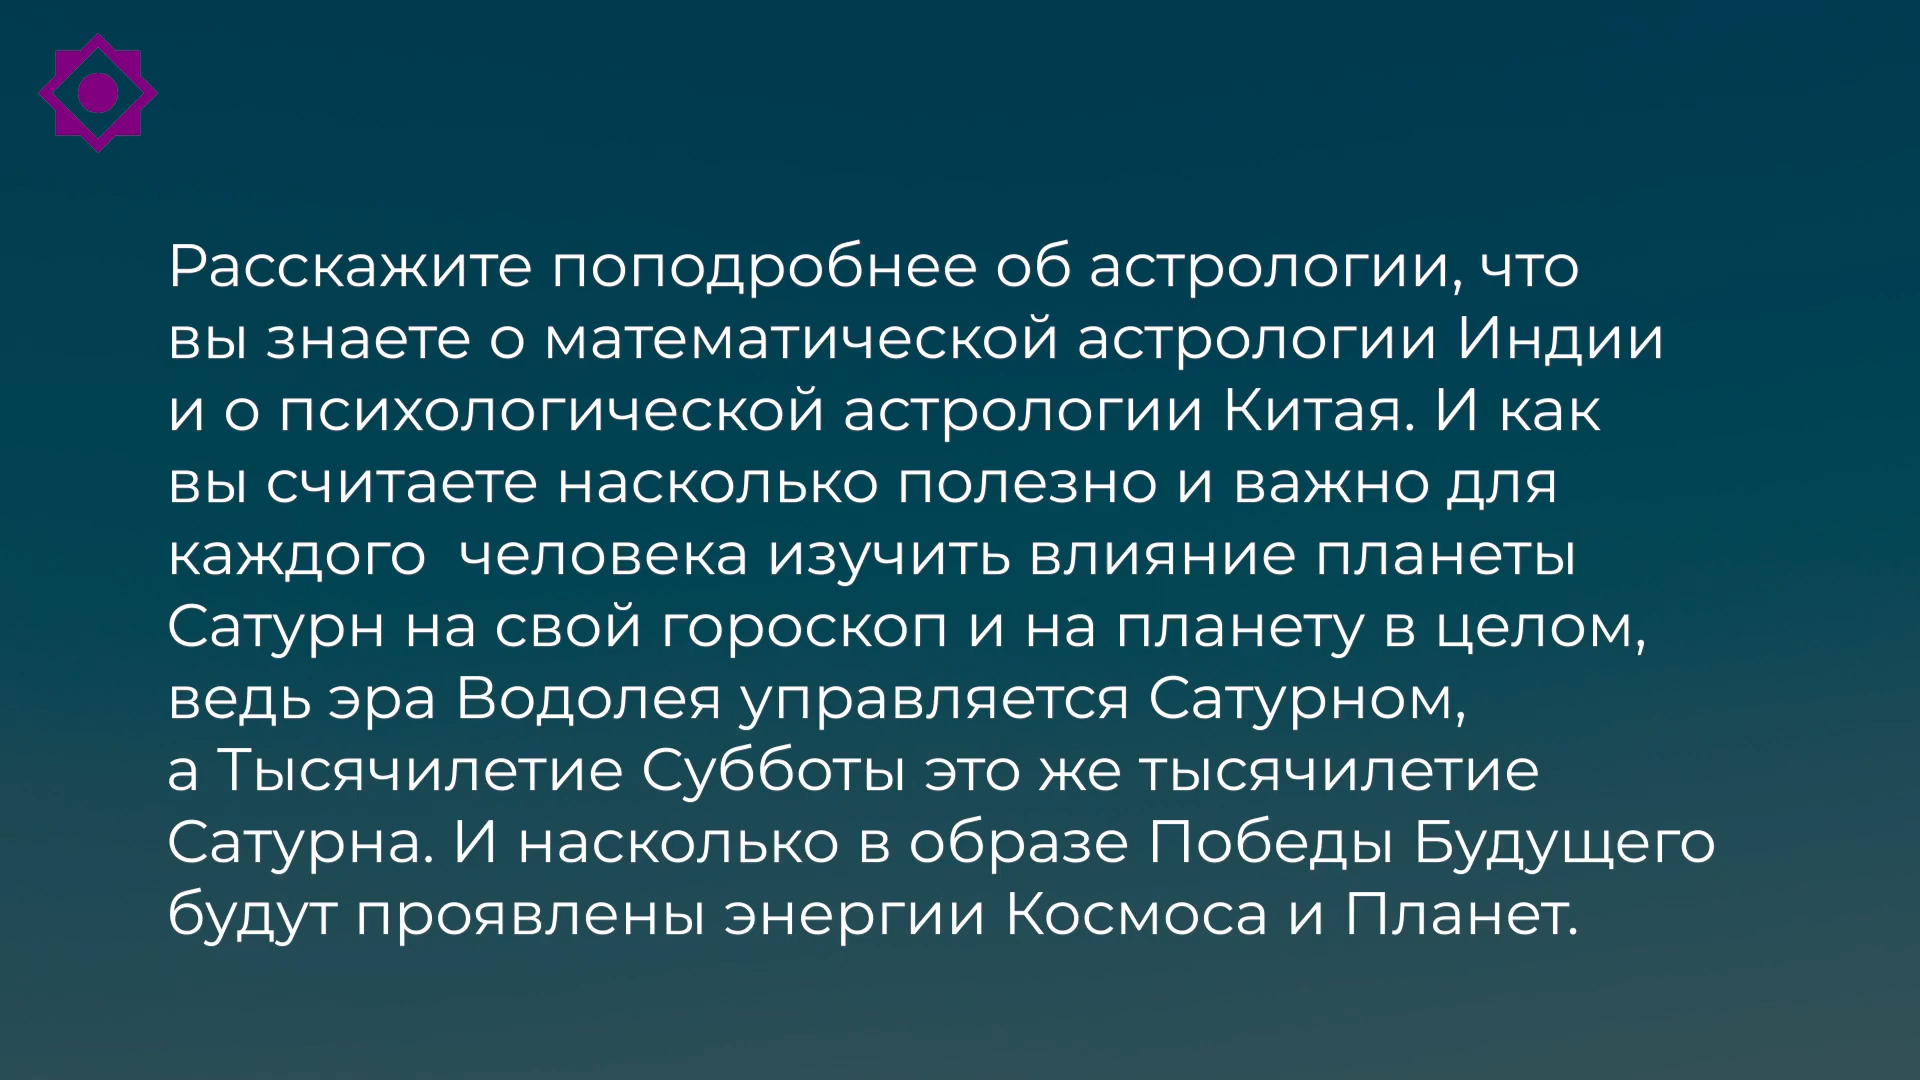 Расскажите поподробнее об астрологии, что
вы знаете о математической астрологии Индии
и о психологической астрологии Китая. И как
вы считаете насколько полезно и важно для
каждого  человека изучить влияние планеты
Сатурн на свой гороскоп и на планету в целом,
ведь эра Водолея управляется Сатурном,
а Тысячилетие Субботы это же тысячилетие
Сатурна. И насколько в образе Победы Будущего
будут проявлены энергии Космоса и Планет.